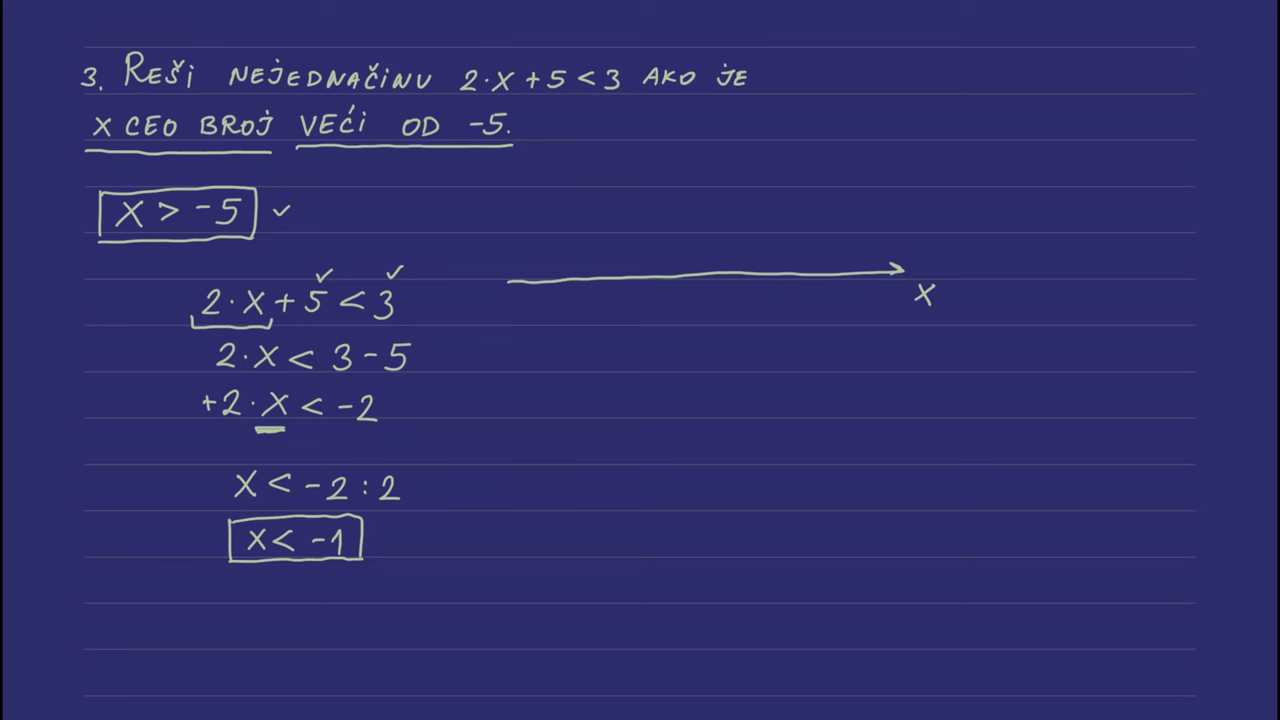 3. REŠI NEJEDNAČINU 2·X+5<3 AKO JE
X CEO BROJ VEĆI OD -5.
X > -5 ✓
2·X+5<3
X
2·X < 3-5
+2·X < -2
X < -2:2
X < -1